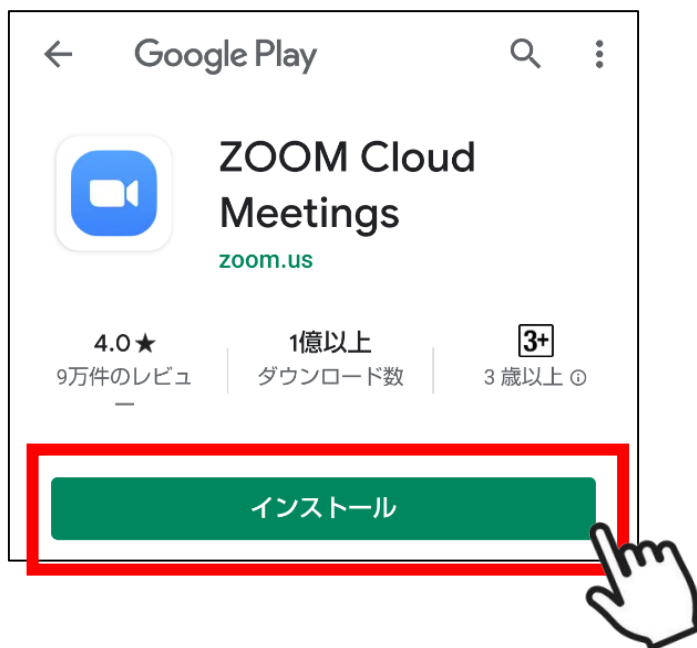 Google Play
ZOOM Cloud
Meetings
zoom.us
4.0★ 1億以上 3+
9万件のレビュ ダウンロード数 3 歳以上
ー
インストール